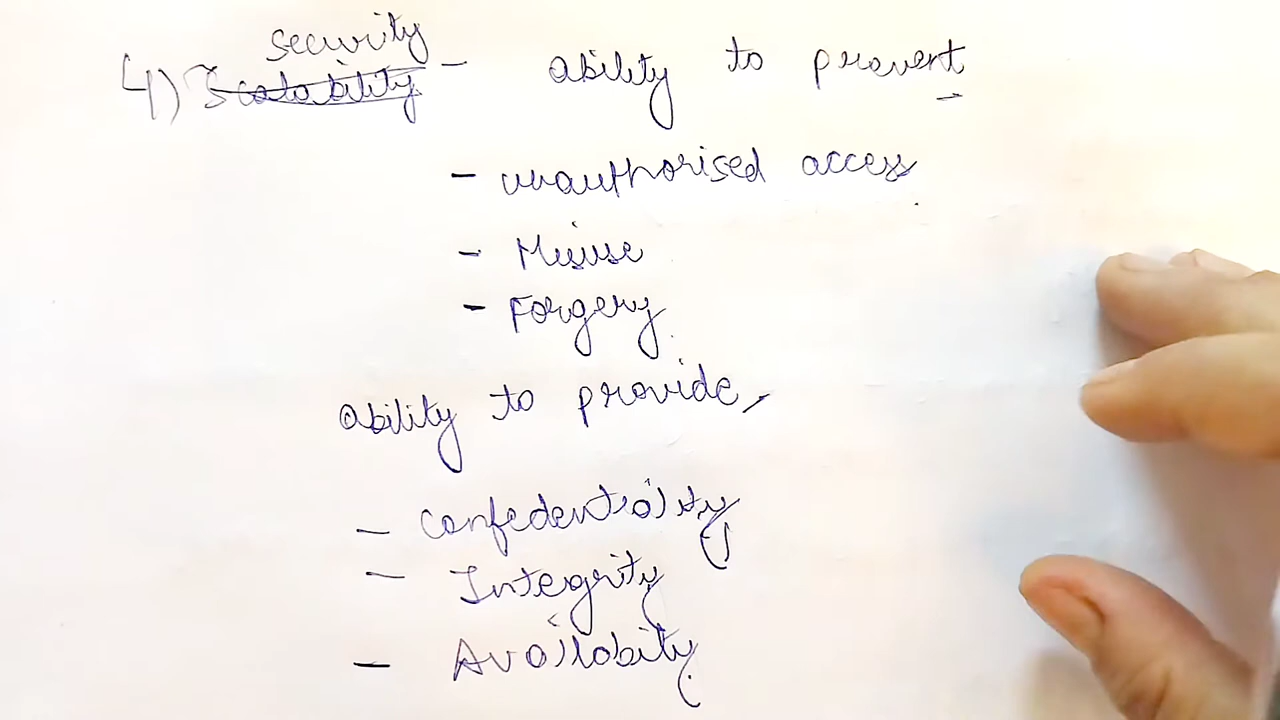 4) Scalability security - ability to prevent
- unauthorised access
- Misuse
- Forgery
ability to provide,
- confedentiality
- Integrity
- Availabity